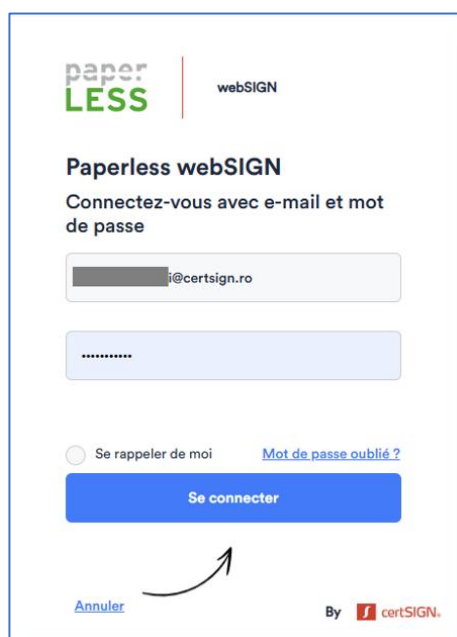 paper
LESS
webSIGN
Paperless webSIGN
Connectez-vous avec e-mail et mot
de passe
i@certsign.ro
•••••••••••
Se rappeler de moi
Mot de passe oublié ?
Se connecter
Annuler
By certSIGN.